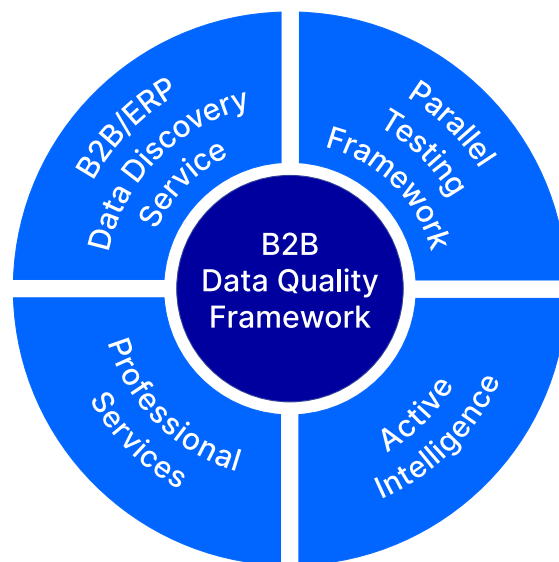 B2B/ERP
Data Discovery
Service
Parallel
Testing
Framework
B2B
Data Quality
Framework
Professional
Services
Active
Intelligence